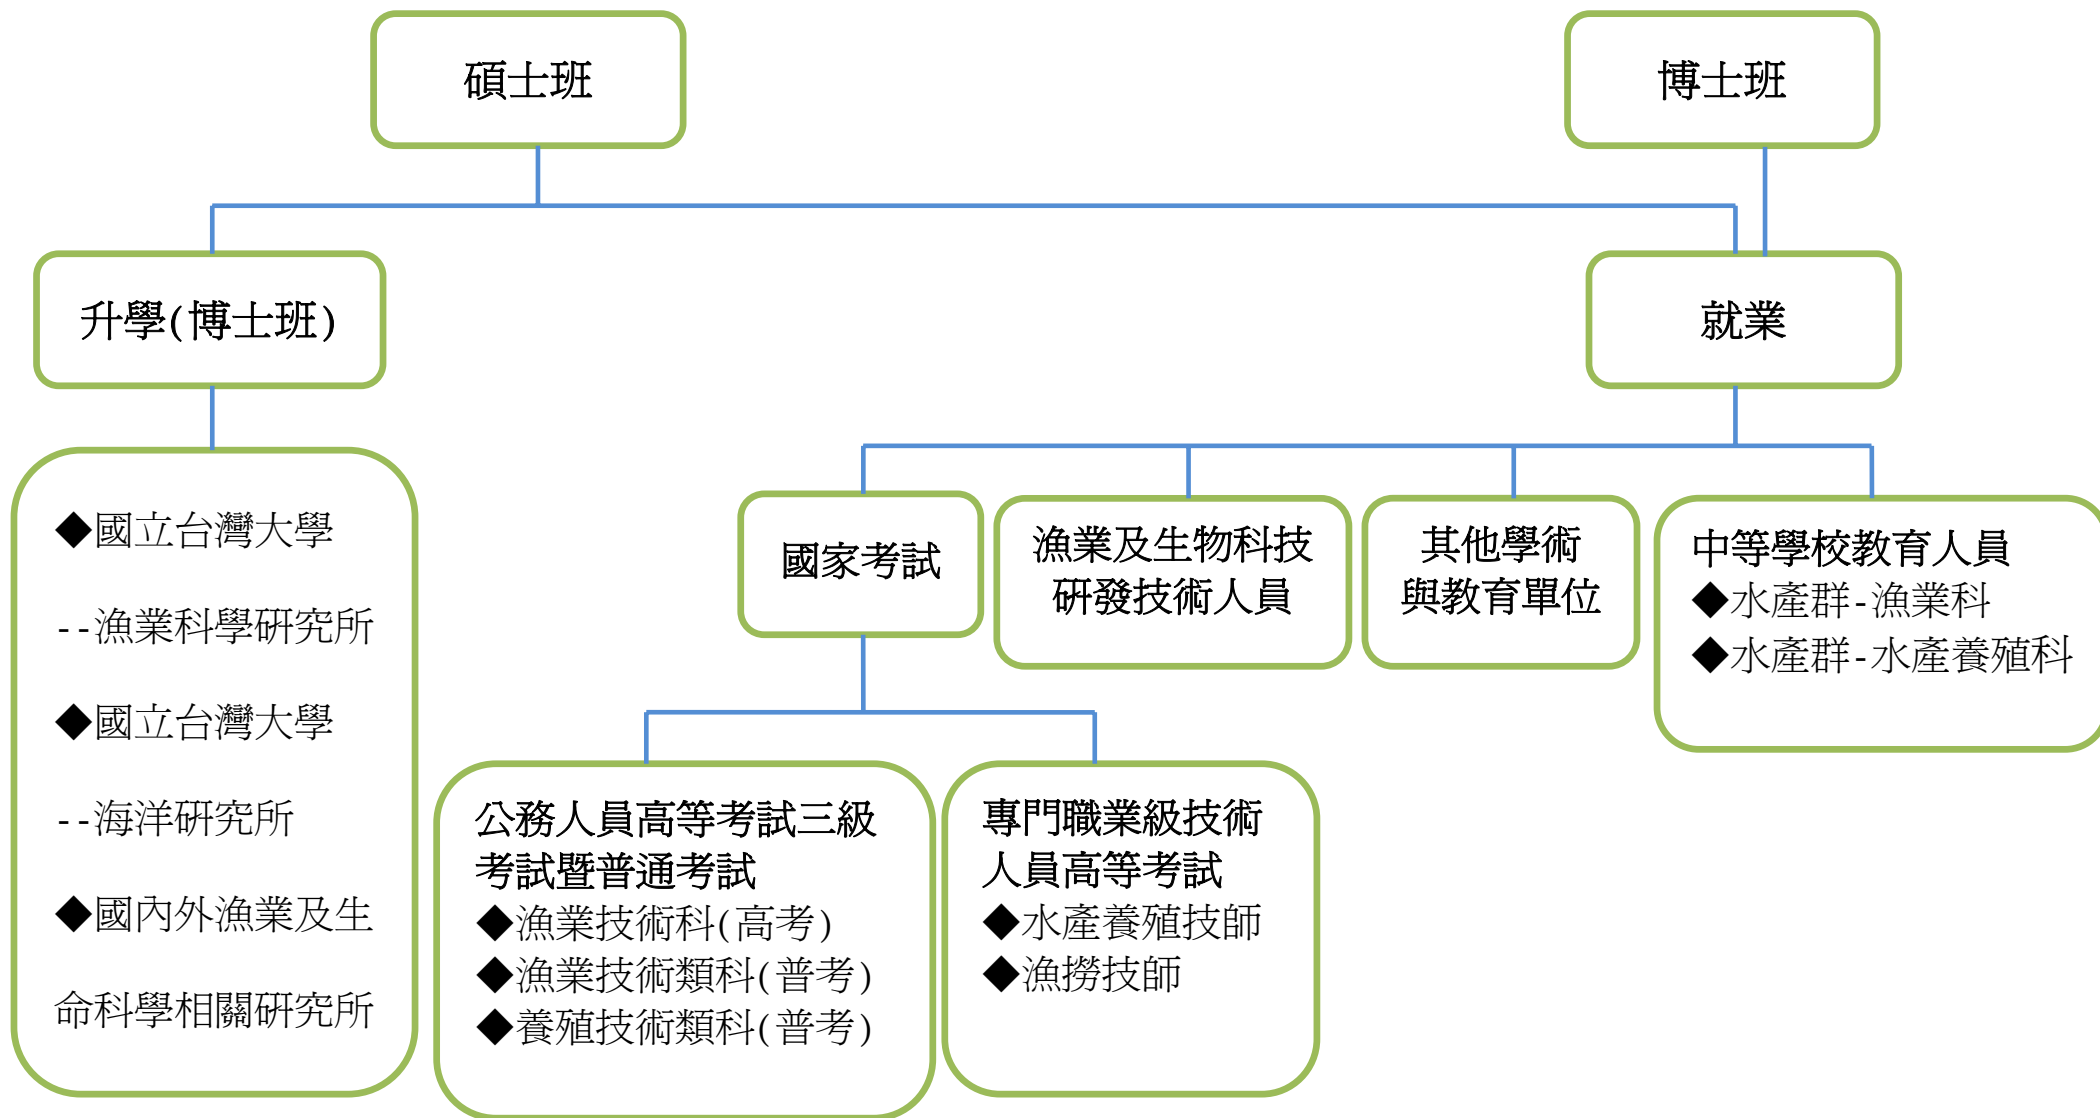 碩士班
博士班
升學(博士班)
就業
◆國立台灣大學
--漁業科學研究所
◆國立台灣大學
--海洋研究所
◆國內外漁業及生
命科學相關研究所
國家考試
漁業及生物科技
研發技術人員
其他學術
與教育單位
中等學校教育人員
◆水產群-漁業科
◆水產群-水產養殖科
公務人員高等考試三級
考試暨普通考試
◆漁業技術科(高考)
◆漁業技術類科(普考)
◆養殖技術類科(普考)
專門職業級技術
人員高等考試
◆水產養殖技師
◆漁撈技師